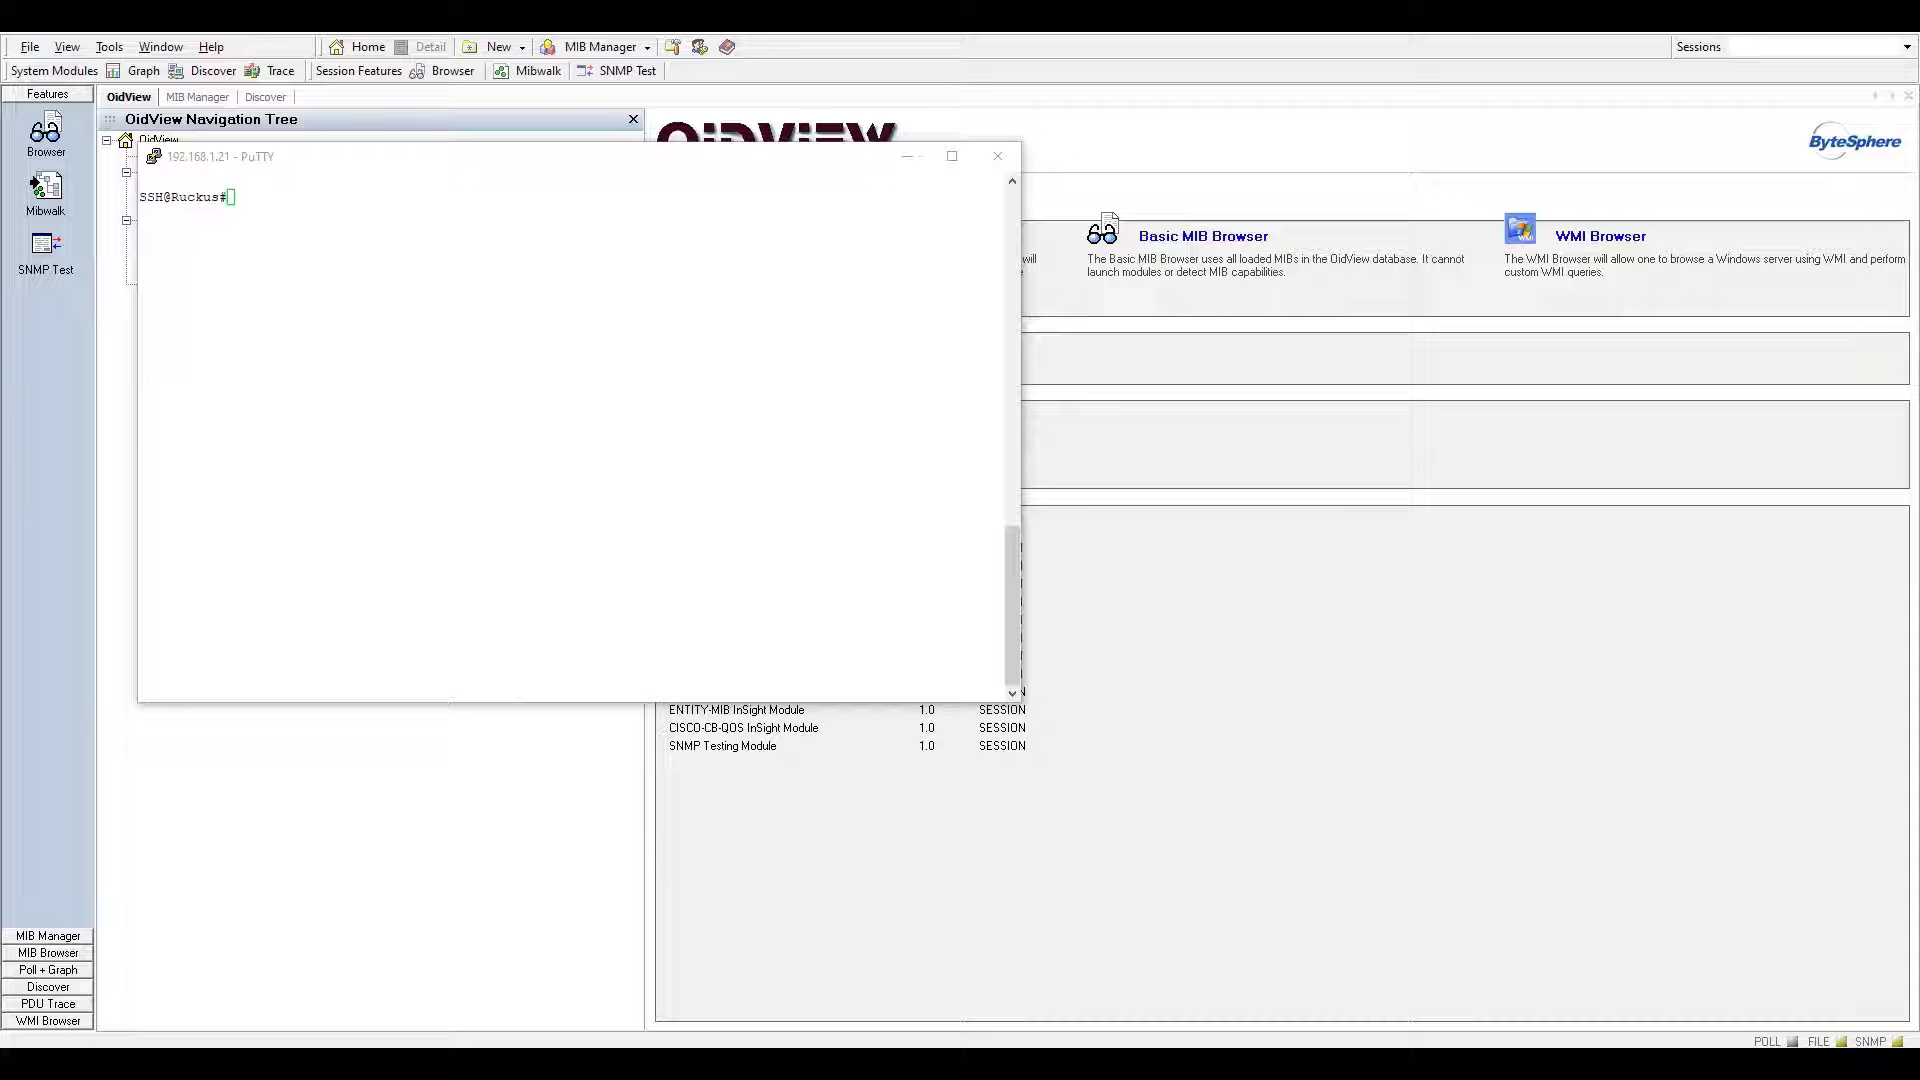 File View Tools Window Help Home Detail New MIB Manager Sessions
System Modules Graph Discover Trace Session Features Browser Mibwalk SNMP Test
Features
OidView MIB Manager Discover
OidView Navigation Tree
OidView
OiDViEW
ByteSphere
Browser
Mibwalk
SNMP Test
192.168.1.21 - PuTTY
SSH@Ruckus#
will
Basic MIB Browser
The Basic MIB Browser uses all loaded MIBs in the OidView database. It cannot
launch modules or detect MIB capabilities.
WMI Browser
The WMI Browser will allow one to browse a Windows server using WMI and perform
custom WMI queries.
ENTITY-MIB InSight Module 1.0 SESSION
CISCO-CB-QOS InSight Module 1.0 SESSION
SNMP Testing Module 1.0 SESSION
MIB Manager
MIB Browser
Poll + Graph
Discover
PDU Trace
WMI Browser
POLL FILE SNMP